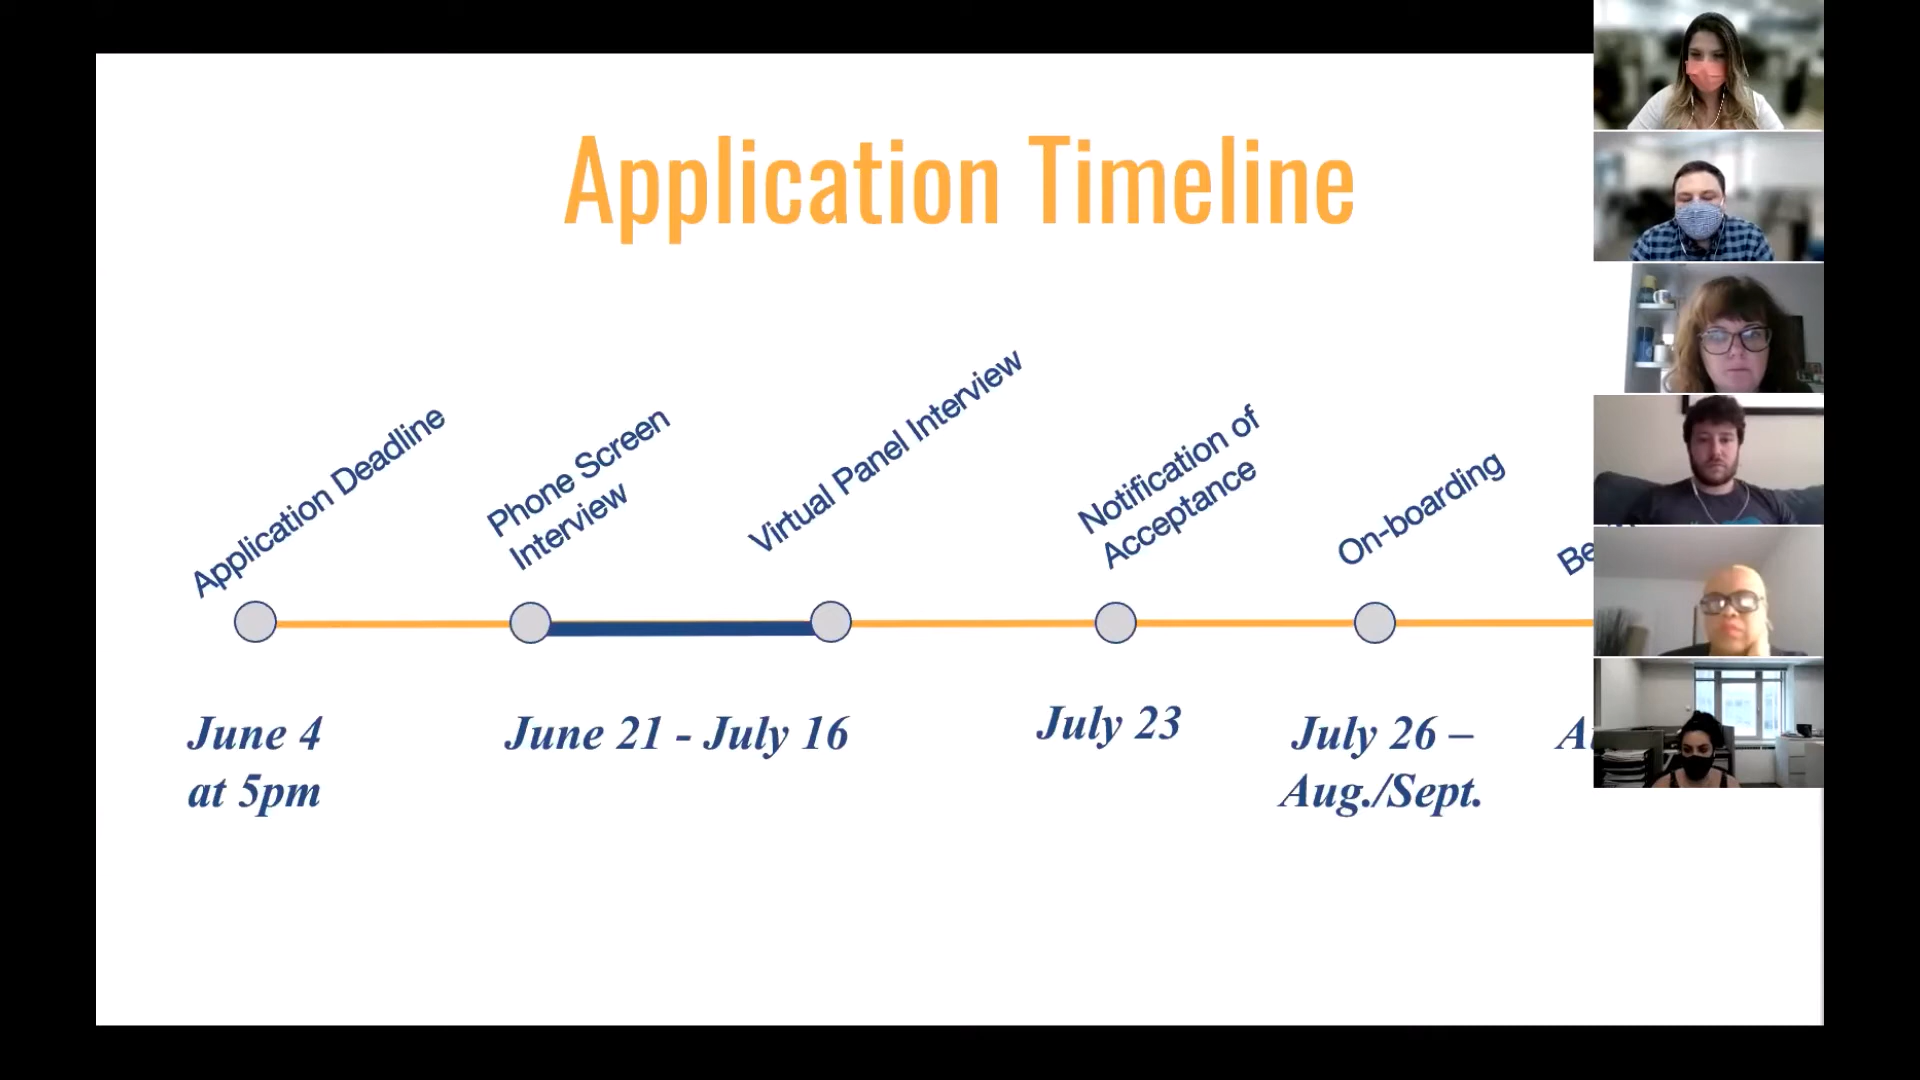 Application Timeline
Application Deadline
Phone Screen
Interview
Virtual Panel Interview
Notification of
Acceptance
On-boarding
June 4
at 5pm
June 21 - July 16
July 23
July 26 –
Aug./Sept.